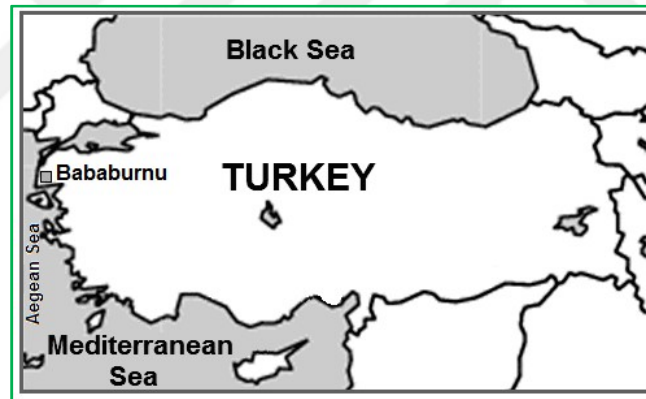 Black Sea
Bababurnu
TURKEY
Aegean Sea
Mediterranean
Sea